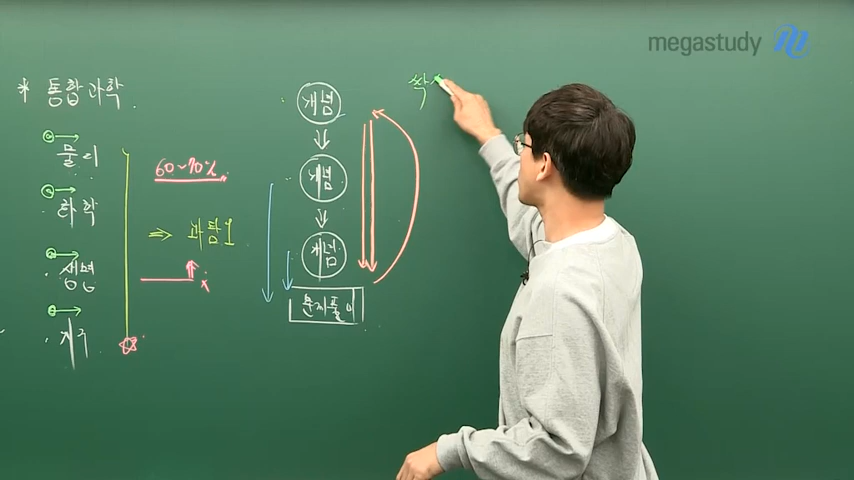 megastudy
* 통합과학
물리
화학
생명
지구
60~70%
⇒ 과탐1
개념
개념
개념
문제풀이
싹